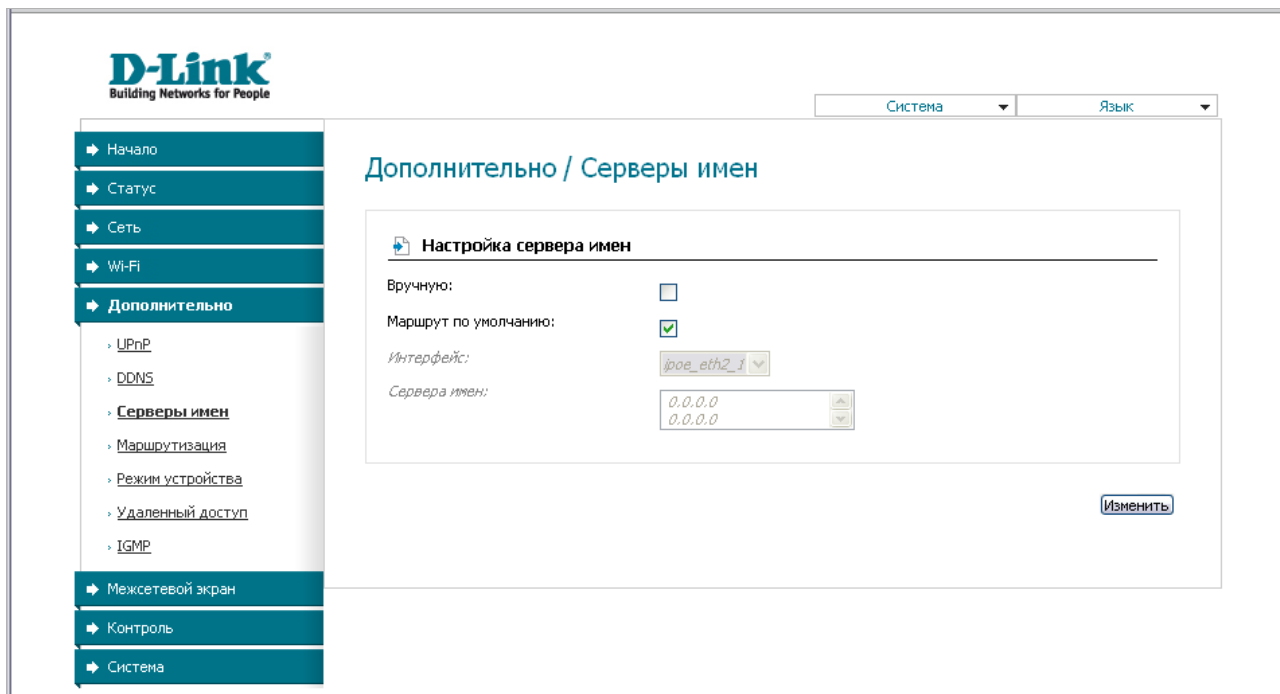 D-Link
Building Networks for People
Система
Язык
Начало
Статус
Сеть
Wi-Fi
Дополнительно
UPnP
DDNS
Серверы имен
Маршрутизация
Режим устройства
Удаленный доступ
IGMP
Межсетевой экран
Контроль
Система
Дополнительно / Серверы имен
Настройка сервера имен
Вручную:
Маршрут по умолчанию:
Интерфейс:
ipoe_eth2_1
Сервера имен:
0.0.0.0
0.0.0.0
Изменить